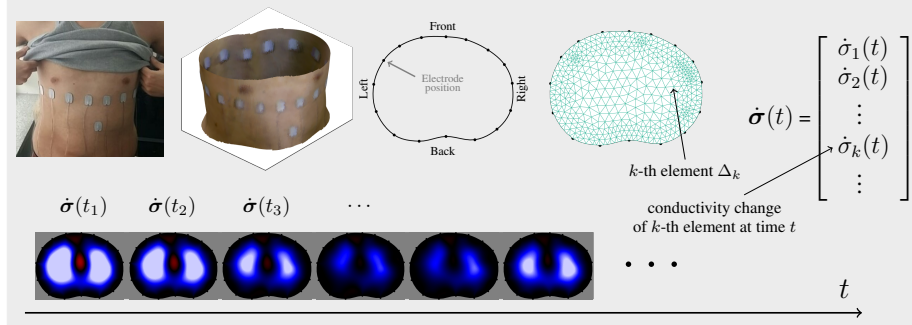 Front
Left
Electrode
position
Right
Back
k-th element Δₖ
σ̇(t) =
σ̇₁(t)
σ̇₂(t)
⋮
σ̇ₖ(t)
⋮
conductivity change
of k-th element at time t
σ̇(t₁) σ̇(t₂) σ̇(t₃) ⋯
• • •
t